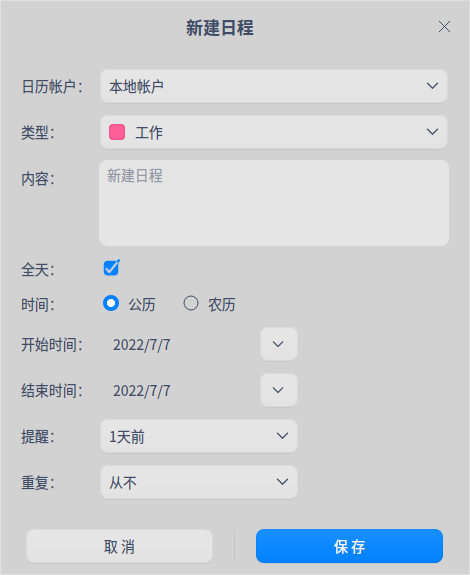 新建日程
日历帐户： 本地帐户
类型： 工作
内容： 新建日程
全天：
时间： 公历 农历
开始时间： 2022/7/7
结束时间： 2022/7/7
提醒： 1天前
重复： 从不
取消 保存